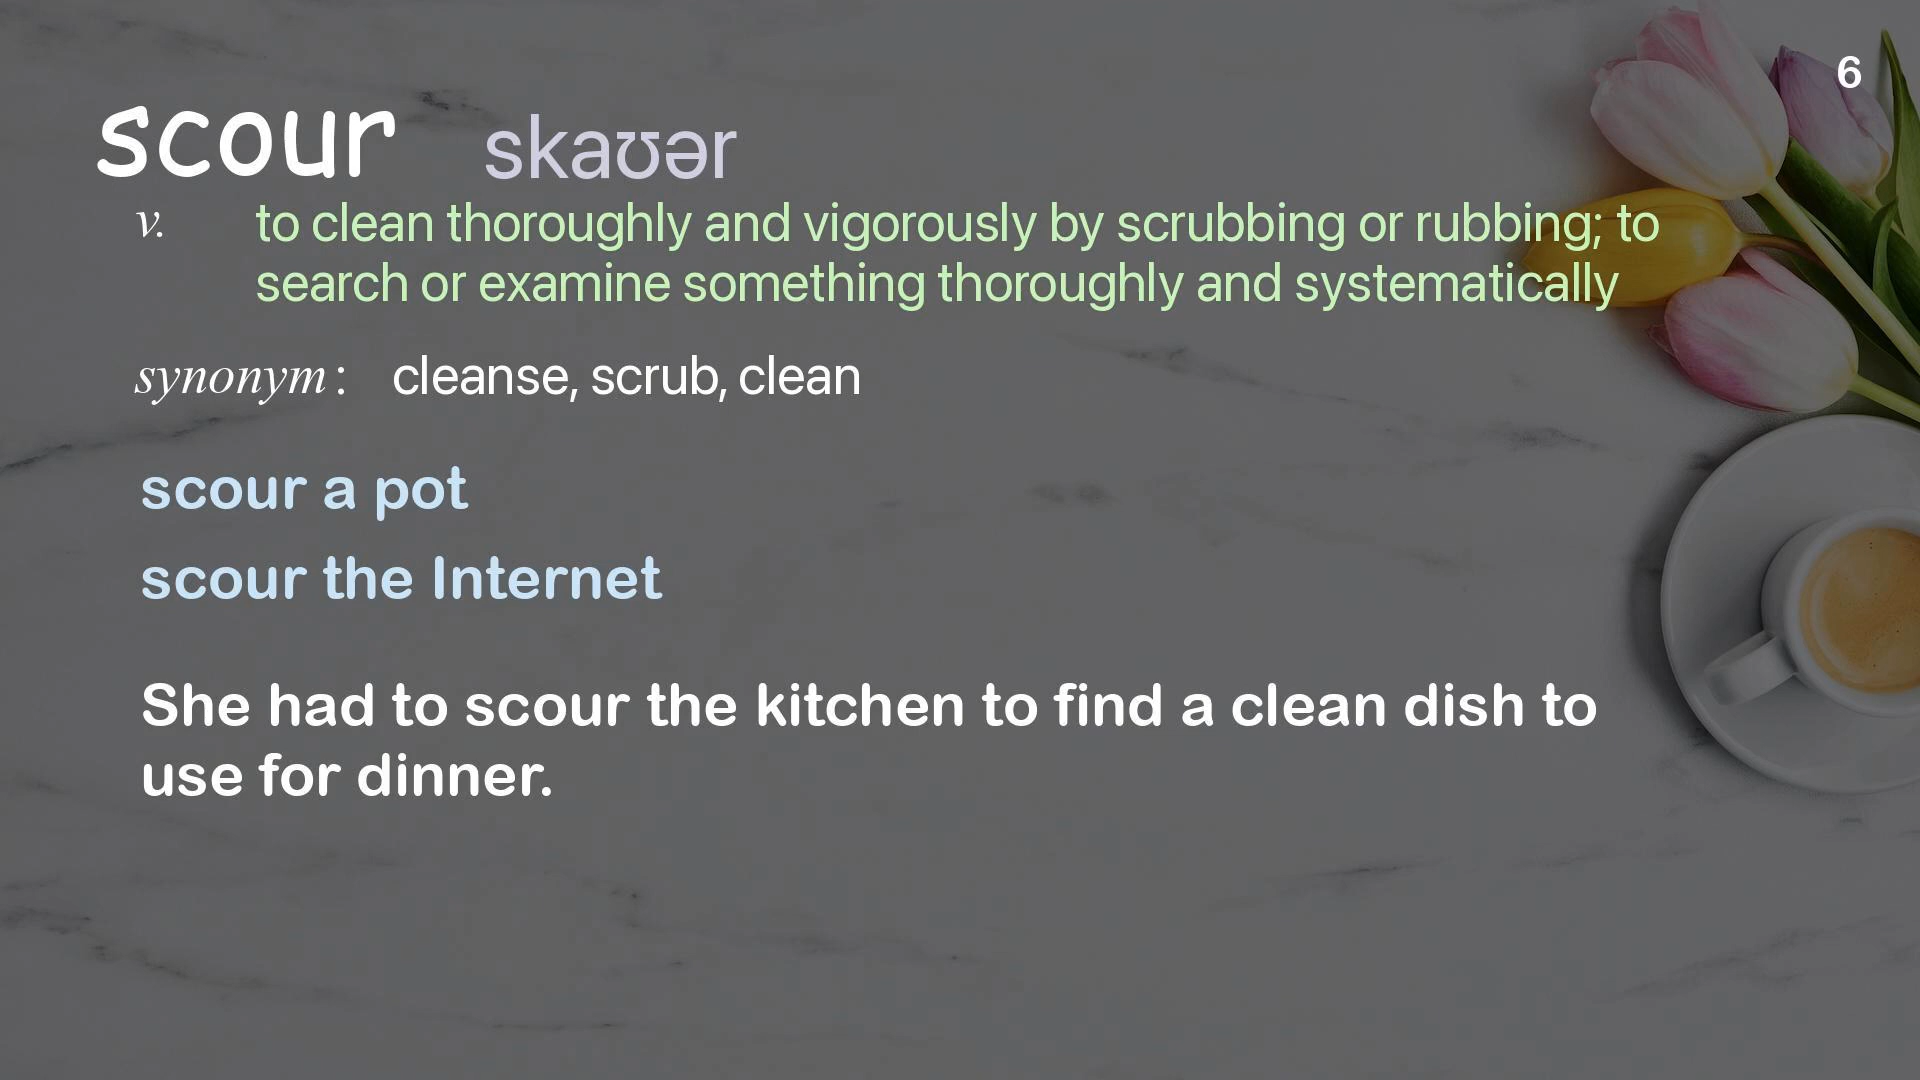 6
scour skaʊər
v. to clean thoroughly and vigorously by scrubbing or rubbing; to
search or examine something thoroughly and systematically
synonym: cleanse, scrub, clean
scour a pot
scour the Internet
She had to scour the kitchen to find a clean dish to
use for dinner.